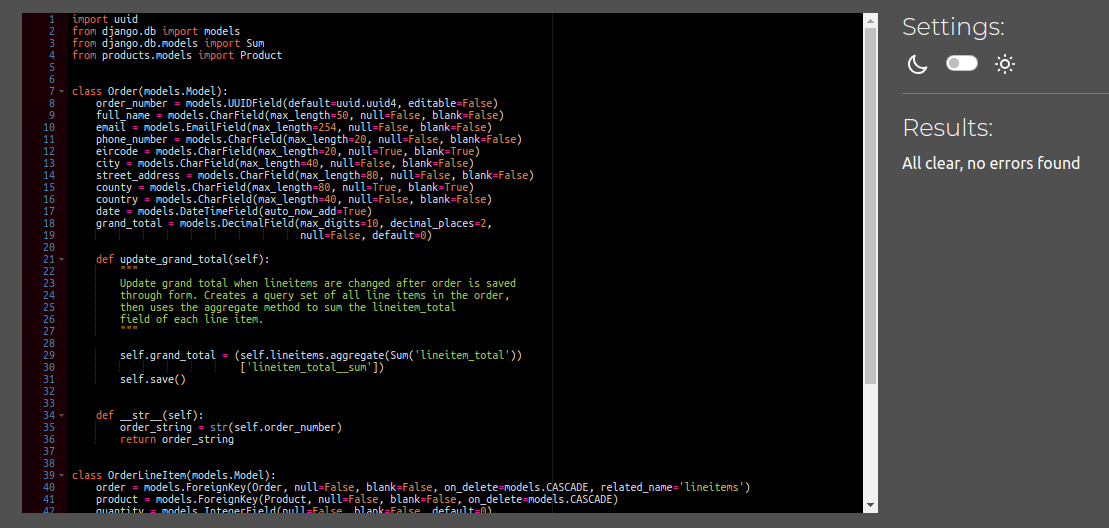 1 import uuid
2 from django.db import models
3 from django.db.models import Sum
4 from products.models import Product
5
6
7 class Order(models.Model):
8 order_number = models.UUIDField(default=uuid.uuid4, editable=False)
9 full_name = models.CharField(max_length=50, null=False, blank=False)
10 email = models.EmailField(max_length=254, null=False, blank=False)
11 phone_number = models.CharField(max_length=20, null=False, blank=False)
12 eircode = models.CharField(max_length=20, null=True, blank=True)
13 city = models.CharField(max_length=40, null=False, blank=False)
14 street_address = models.CharField(max_length=80, null=False, blank=False)
15 county = models.CharField(max_length=80, null=True, blank=True)
16 country = models.CharField(max_length=40, null=False, blank=False)
17 date = models.DateTimeField(auto_now_add=True)
18 grand_total = models.DecimalField(max_digits=10, decimal_places=2,
19 null=False, default=0)
20
21 def update_grand_total(self):
22 """
23 Update grand total when lineitems are changed after order is saved
24 through form. Creates a query set of all line items in the order,
25 then uses the aggregate method to sum the lineitem_total
26 field of each line item.
27 """
28
29 self.grand_total = (self.lineitems.aggregate(Sum('lineitem_total'))
30 ['lineitem_total__sum'])
31 self.save()
32
33
34 def __str__(self):
35 order_string = str(self.order_number)
36 return order_string
37
38
39 class OrderLineItem(models.Model):
40 order = models.ForeignKey(Order, null=False, blank=False, on_delete=models.CASCADE, related_name='lineitems')
41 product = models.ForeignKey(Product, null=False, blank=False, on_delete=models.CASCADE)
42 quantity = models.IntegerField(null=False, blank=False, default=0)
Settings:
Results:
All clear, no errors found